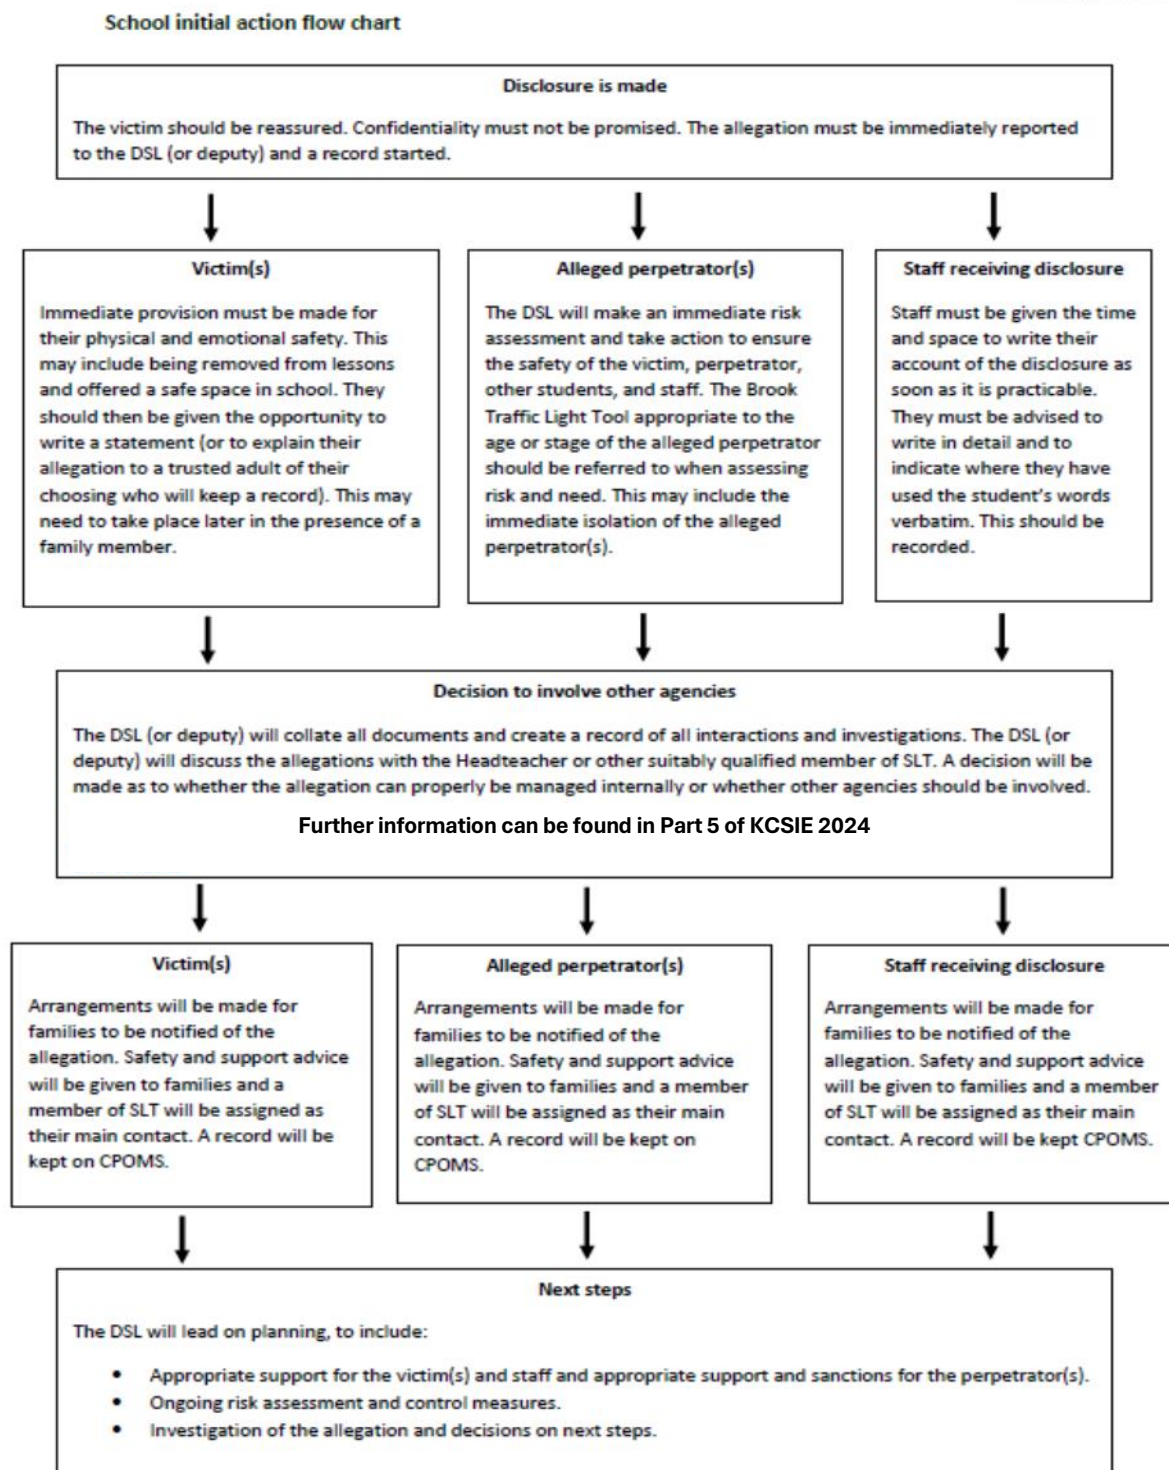 School initial action flow chart
Disclosure is made
The victim should be reassured. Confidentiality must not be promised. The allegation must be immediately reported
to the DSL (or deputy) and a record started.
Victim(s)
Immediate provision must be made for
their physical and emotional safety. This
may include being removed from lessons
and offered a safe space in school. They
should then be given the opportunity to
write a statement (or to explain their
allegation to a trusted adult of their
choosing who will keep a record). This may
need to take place later in the presence of a
family member.
Alleged perpetrator(s)
The DSL will make an immediate risk
assessment and take action to ensure
the safety of the victim, perpetrator,
other students, and staff. The Brook
Traffic Light Tool appropriate to the
age or stage of the alleged perpetrator
should be referred to when assessing
risk and need. This may include the
immediate isolation of the alleged
perpetrator(s).
Staff receiving disclosure
Staff must be given the time
and space to write their
account of the disclosure as
soon as it is practicable.
They must be advised to
write in detail and to
indicate where they have
used the student's words
verbatim. This should be
recorded.
Decision to involve other agencies
The DSL (or deputy) will collate all documents and create a record of all interactions and investigations. The DSL (or
deputy) will discuss the allegations with the Headteacher or other suitably qualified member of SLT. A decision will be
made as to whether the allegation can properly be managed internally or whether other agencies should be involved.
Further information can be found in Part 5 of KCSIE 2024
Victim(s)
Arrangements will be made for
families to be notified of the
allegation. Safety and support advice
will be given to families and a
member of SLT will be assigned as
their main contact. A record will be
kept on CPOMS.
Alleged perpetrator(s)
Arrangements will be made for
families to be notified of the
allegation. Safety and support advice
will be given to families and a member
of SLT will be assigned as their main
contact. A record will be kept on
CPOMS.
Staff receiving disclosure
Arrangements will be made for
families to be notified of the
allegation. Safety and support advice
will be given to families and a member
of SLT will be assigned as their main
contact. A record will be kept CPOMS.
Next steps
The DSL will lead on planning, to include:
• Appropriate support for the victim(s) and staff and appropriate support and sanctions for the perpetrator(s).
• Ongoing risk assessment and control measures.
• Investigation of the allegation and decisions on next steps.